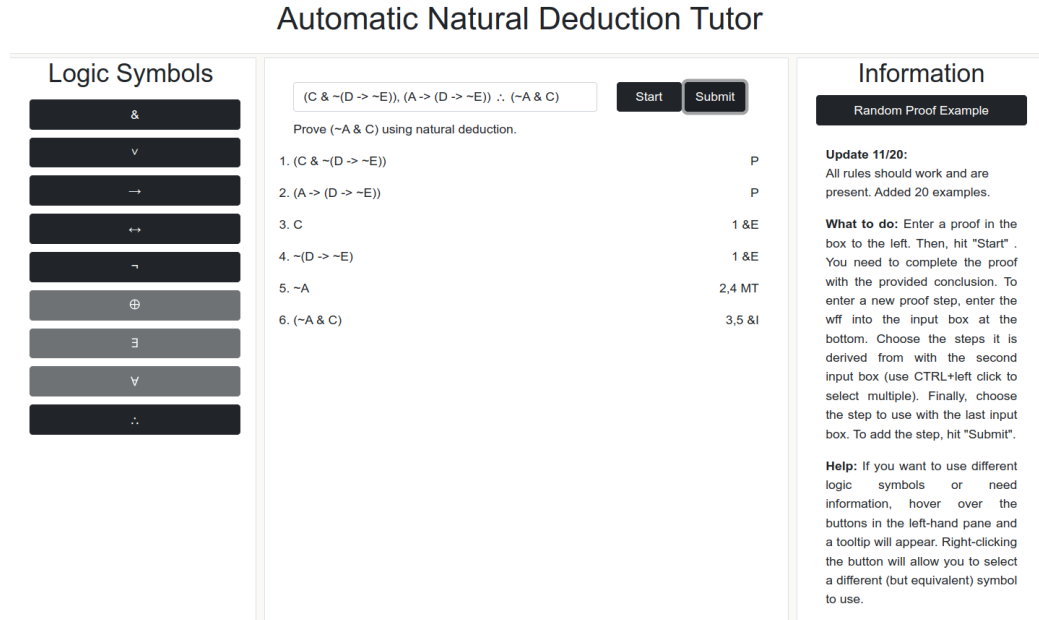 Automatic Natural Deduction Tutor
Logic Symbols
&
˅
→
↔
¬
⊕
∃
∀
∴
(C & ~(D -> ~E)), (A -> (D -> ~E)) ∴ (~A & C)
Start
Submit
Prove (~A & C) using natural deduction.
1. (C & ~(D -> ~E)) P
2. (A -> (D -> ~E)) P
3. C 1 &E
4. ~(D -> ~E) 1 &E
5. ~A 2,4 MT
6. (~A & C) 3,5 &I
Information
Random Proof Example
Update 11/20:
All rules should work and are
present. Added 20 examples.
What to do: Enter a proof in the
box to the left. Then, hit "Start" .
You need to complete the proof
with the provided conclusion. To
enter a new proof step, enter the
wff into the input box at the
bottom. Choose the steps it is
derived from with the second
input box (use CTRL+left click to
select multiple). Finally, choose
the step to use with the last input
box. To add the step, hit "Submit".
Help: If you want to use different
logic symbols or need
information, hover over the
buttons in the left-hand pane and
a tooltip will appear. Right-clicking
the button will allow you to select
a different (but equivalent) symbol
to use.